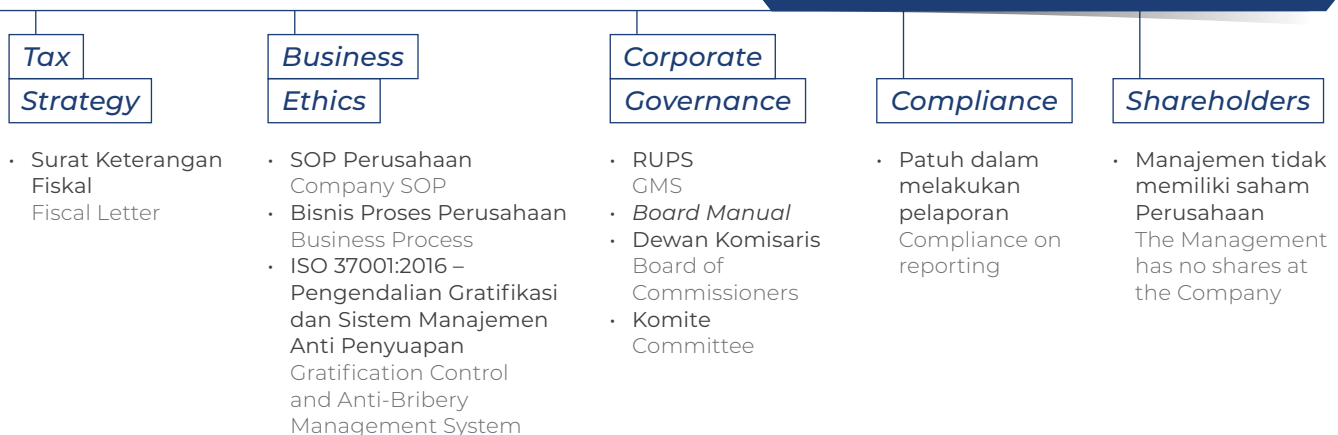 Tax
Strategy
• Surat Keterangan
Fiskal
Fiscal Letter
Business
Ethics
• SOP Perusahaan
Company SOP
• Bisnis Proses Perusahaan
Business Process
• ISO 37001:2016 –
Pengendalian Gratifikasi
dan Sistem Manajemen
Anti Penyuapan
Gratification Control
and Anti-Bribery
Management System
Corporate
Governance
• RUPS
GMS
• Board Manual
• Dewan Komisaris
Board of
Commissioners
• Komite
Committee
Compliance
• Patuh dalam
melakukan
pelaporan
Compliance on
reporting
Shareholders
• Manajemen tidak
memiliki saham
Perusahaan
The Management
has no shares at
the Company